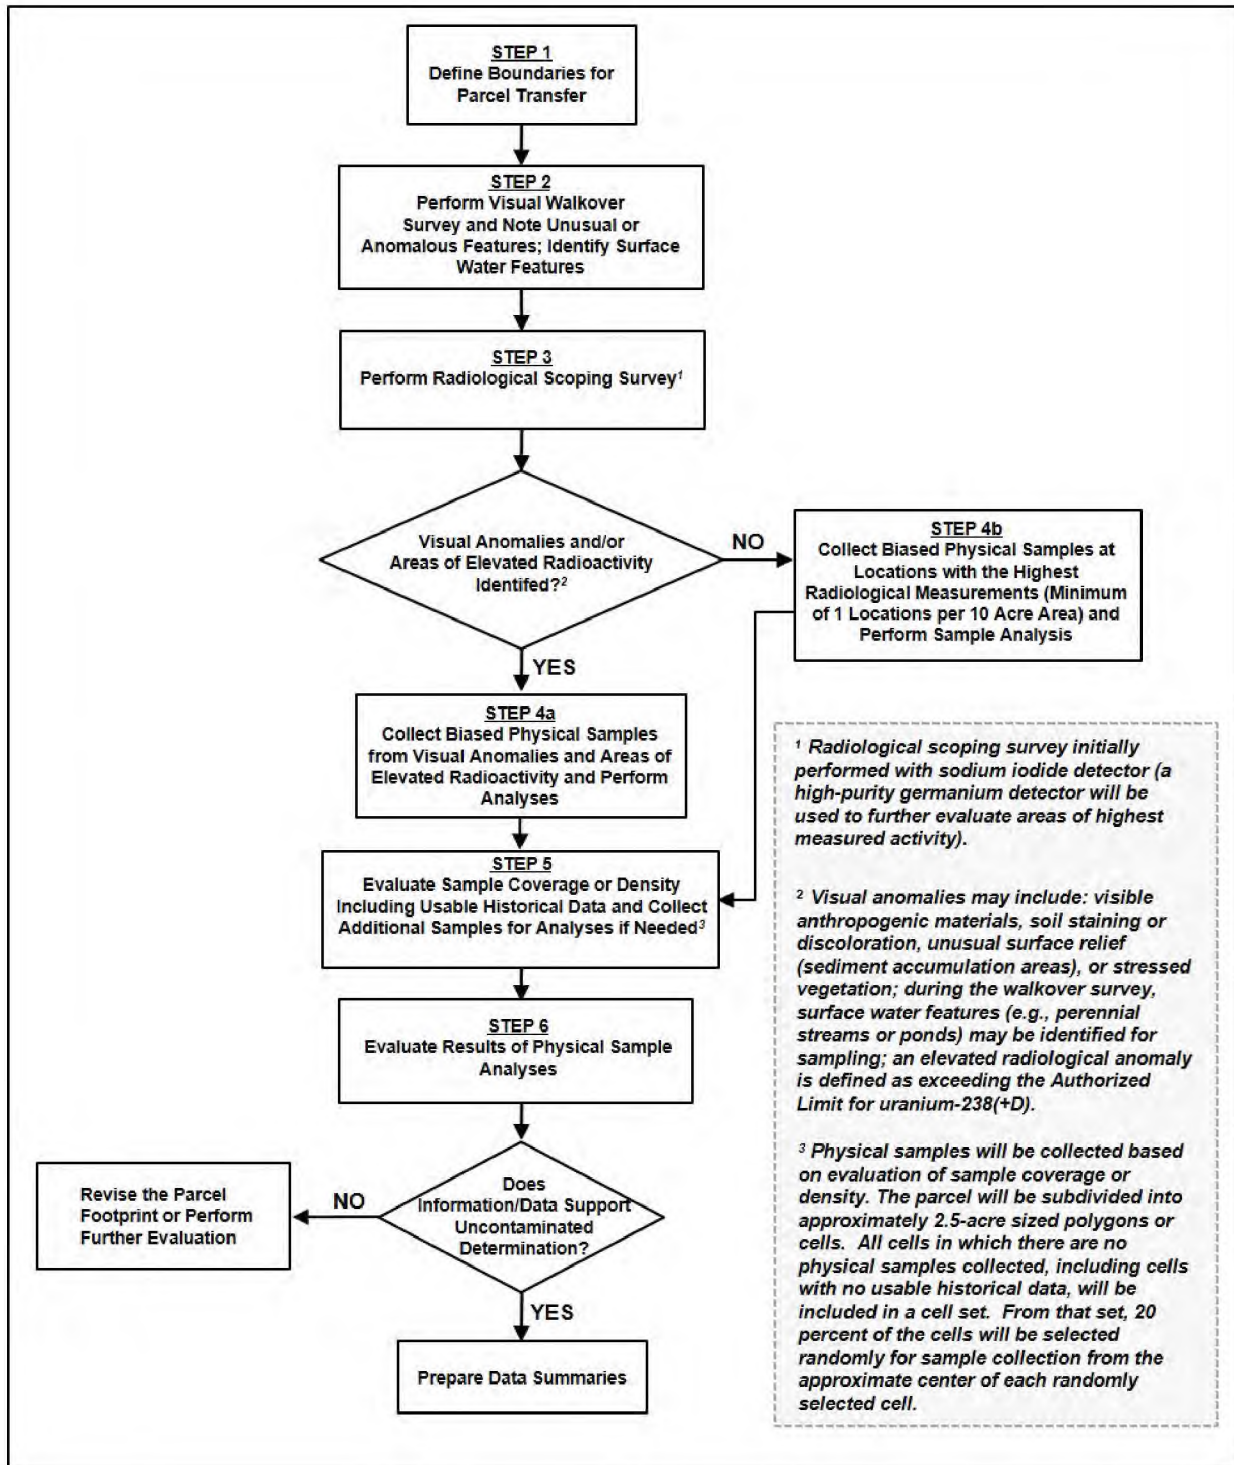 STEP 1
Define Boundaries for
Parcel Transfer
STEP 2
Perform Visual Walkover
Survey and Note Unusual or
Anomalous Features; Identify Surface
Water Features
STEP 3
Perform Radiological Scoping Survey¹
Visual Anomalies and/or
Areas of Elevated Radioactivity
Identifed?²
NO
STEP 4b
Collect Biased Physical Samples at
Locations with the Highest
Radiological Measurements (Minimum
of 1 Locations per 10 Acre Area) and
Perform Sample Analysis
YES
STEP 4a
Collect Biased Physical Samples
from Visual Anomalies and Areas of
Elevated Radioactivity and Perform
Analyses
STEP 5
Evaluate Sample Coverage or Density
Including Usable Historical Data and Collect
Additional Samples for Analyses if Needed³
STEP 6
Evaluate Results of Physical Sample
Analyses
Does
Information/Data Support
Uncontaminated
Determination?
NO
Revise the Parcel
Footprint or Perform
Further Evaluation
YES
Prepare Data Summaries
¹ Radiological scoping survey initially
performed with sodium iodide detector (a
high-purity germanium detector will be
used to further evaluate areas of highest
measured activity).
² Visual anomalies may include: visible
anthropogenic materials, soil staining or
discoloration, unusual surface relief
(sediment accumulation areas), or stressed
vegetation; during the walkover survey,
surface water features (e.g., perennial
streams or ponds) may be identified for
sampling; an elevated radiological anomaly
is defined as exceeding the Authorized
Limit for uranium-238(+D).
³ Physical samples will be collected based
on evaluation of sample coverage or
density. The parcel will be subdivided into
approximately 2.5-acre sized polygons or
cells. All cells in which there are no
physical samples collected, including cells
with no usable historical data, will be
included in a cell set. From that set, 20
percent of the cells will be selected
randomly for sample collection from the
approximate center of each randomly
selected cell.